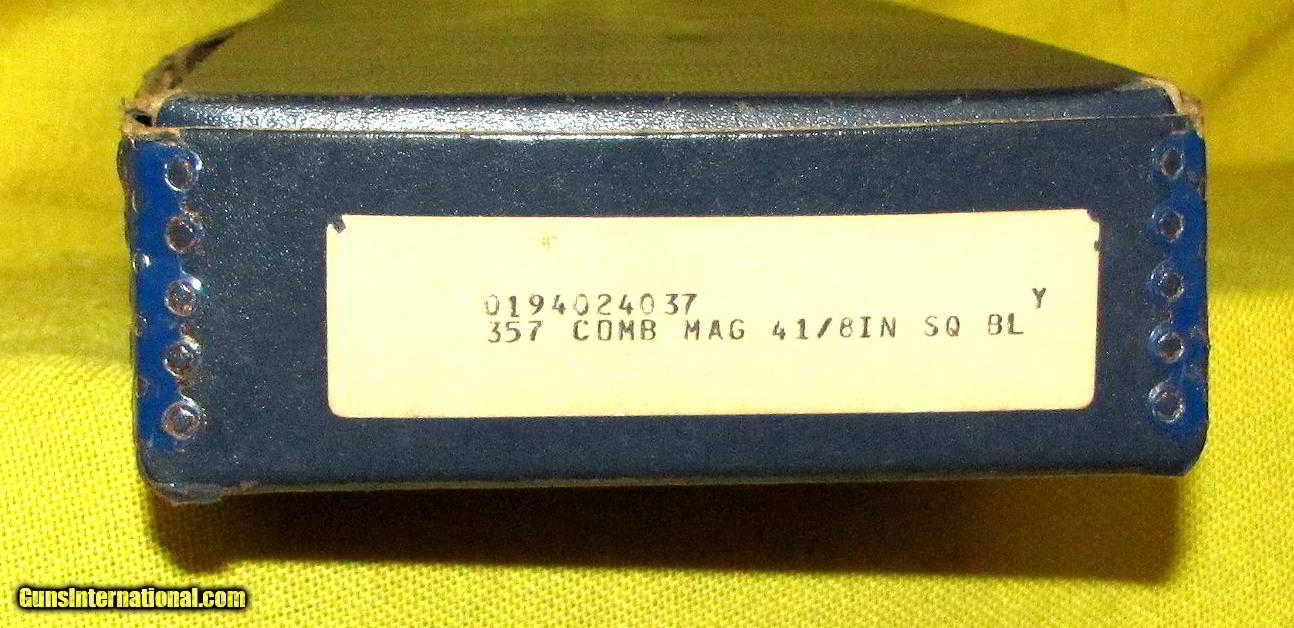 0194024037 Y
357 COMB MAG 41/8IN SQ BL
GunsInternational.com